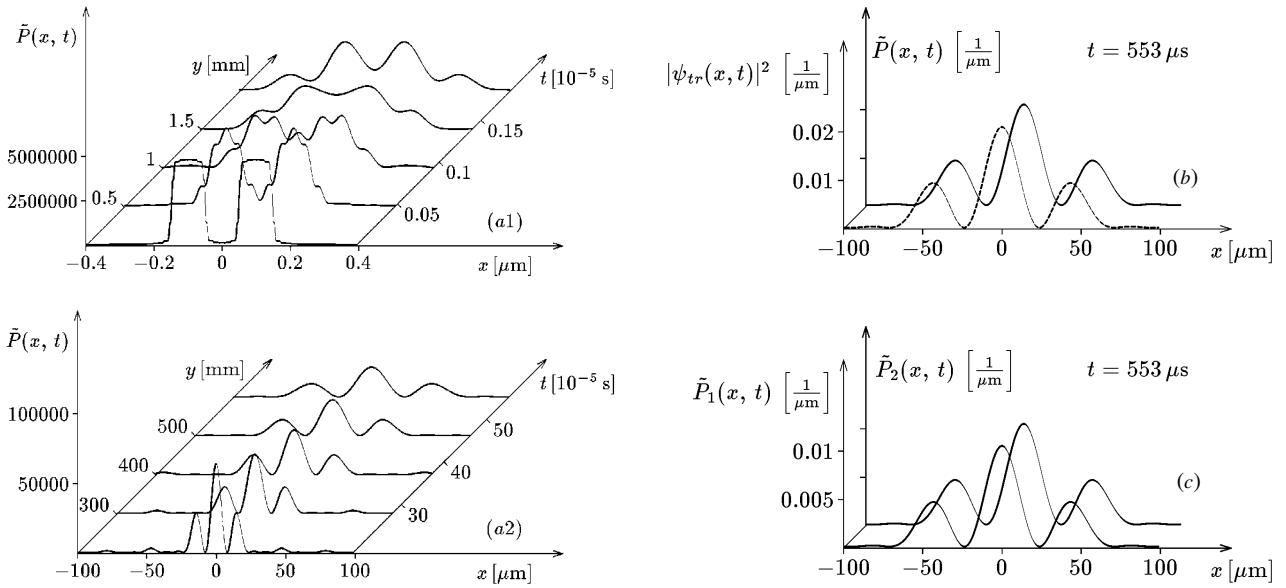 P̃(x, t)
y [mm]
t [10⁻⁵ s]
1.5
1
0.5
0.15
0.1
0.05
5000000
2500000
(a1)
−0.4 −0.2 0 0.2 0.4
x [μm]
P̃(x, t)
y [mm]
t [10⁻⁵ s]
500
400
300
50
40
30
100000
50000
(a2)
−100 −50 0 50 100
x [μm]
P̃(x, t) [1/μm]
t = 553 μs
|ψtr(x, t)|² [1/μm]
0.02
0.01
(b)
−100 −50 0 50 100
x [μm]
P̃2(x, t) [1/μm]
t = 553 μs
P̃1(x, t) [1/μm]
0.01
0.005
(c)
−100 −50 0 50 100
x [μm]